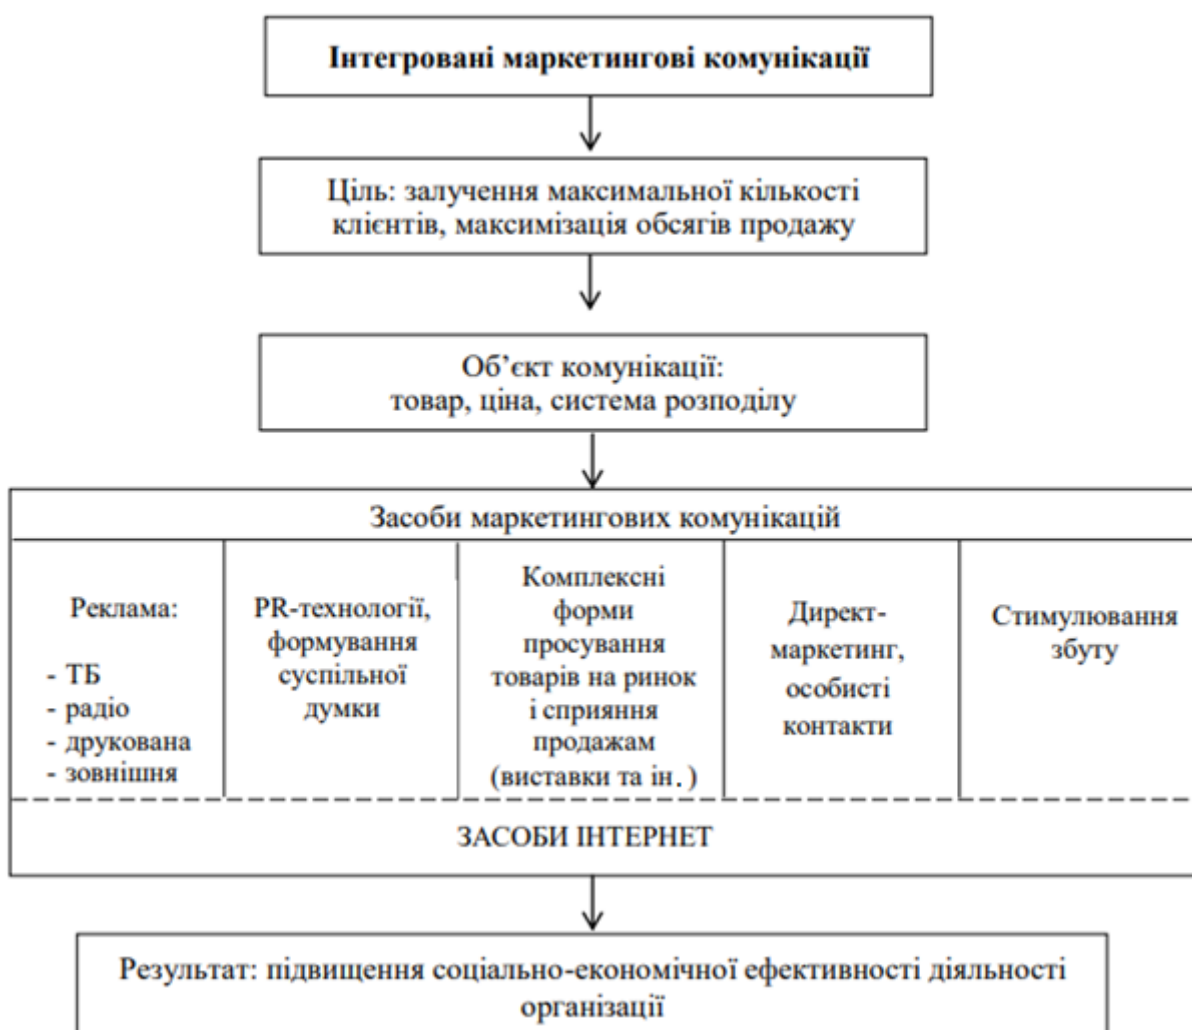 Інтегровані маркетингові комунікації
Ціль: залучення максимальної кількості
клієнтів, максимізація обсягів продажу
Об’єкт комунікації:
товар, ціна, система розподілу
Засоби маркетингових комунікацій
Реклама:
- ТБ
- радіо
- друкована
- зовнішня
PR-технології,
формування
суспільної
думки
Комплексні
форми
просування
товарів на ринок
і сприяння
продажам
(виставки та ін.)
Директ-
маркетинг,
особисті
контакти
Стимулювання
збуту
ЗАСОБИ ІНТЕРНЕТ
Результат: підвищення соціально-економічної ефективності діяльності
організації